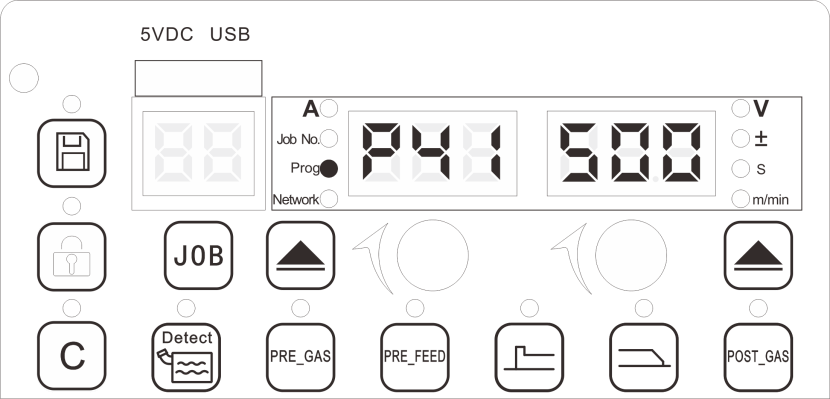 5VDC USB
A
V
Job No.
±
Prog
S
Network
m/min
P41
500
JOB
C
Detect
PRE_GAS
PRE_FEED
POST_GAS